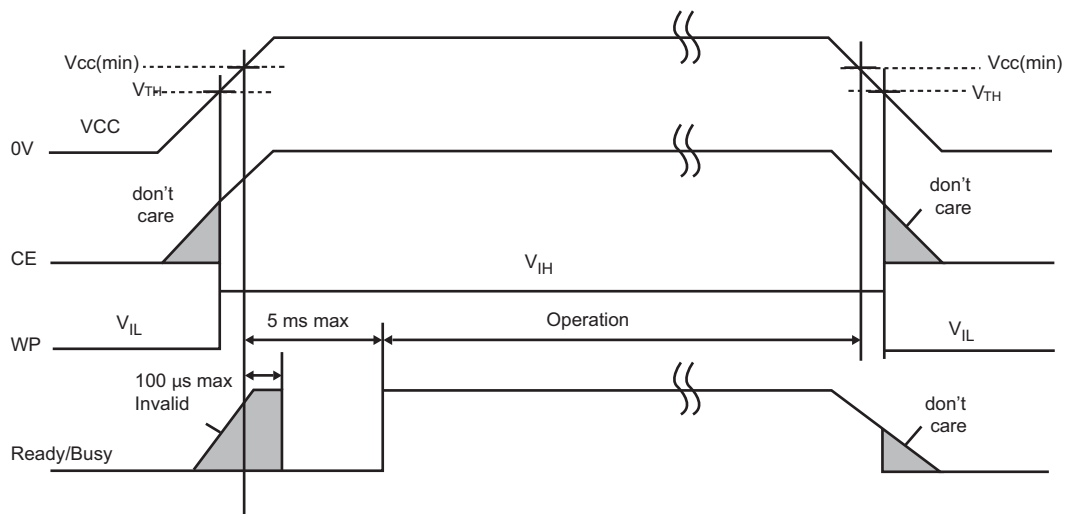 Vcc(min)
VTH
VCC
0V
Vcc(min)
VTH
don't
care
don't
care
CE
VIH
VIL
WP
5 ms max
Operation
VIL
100 µs max
Invalid
don't
care
Ready/Busy